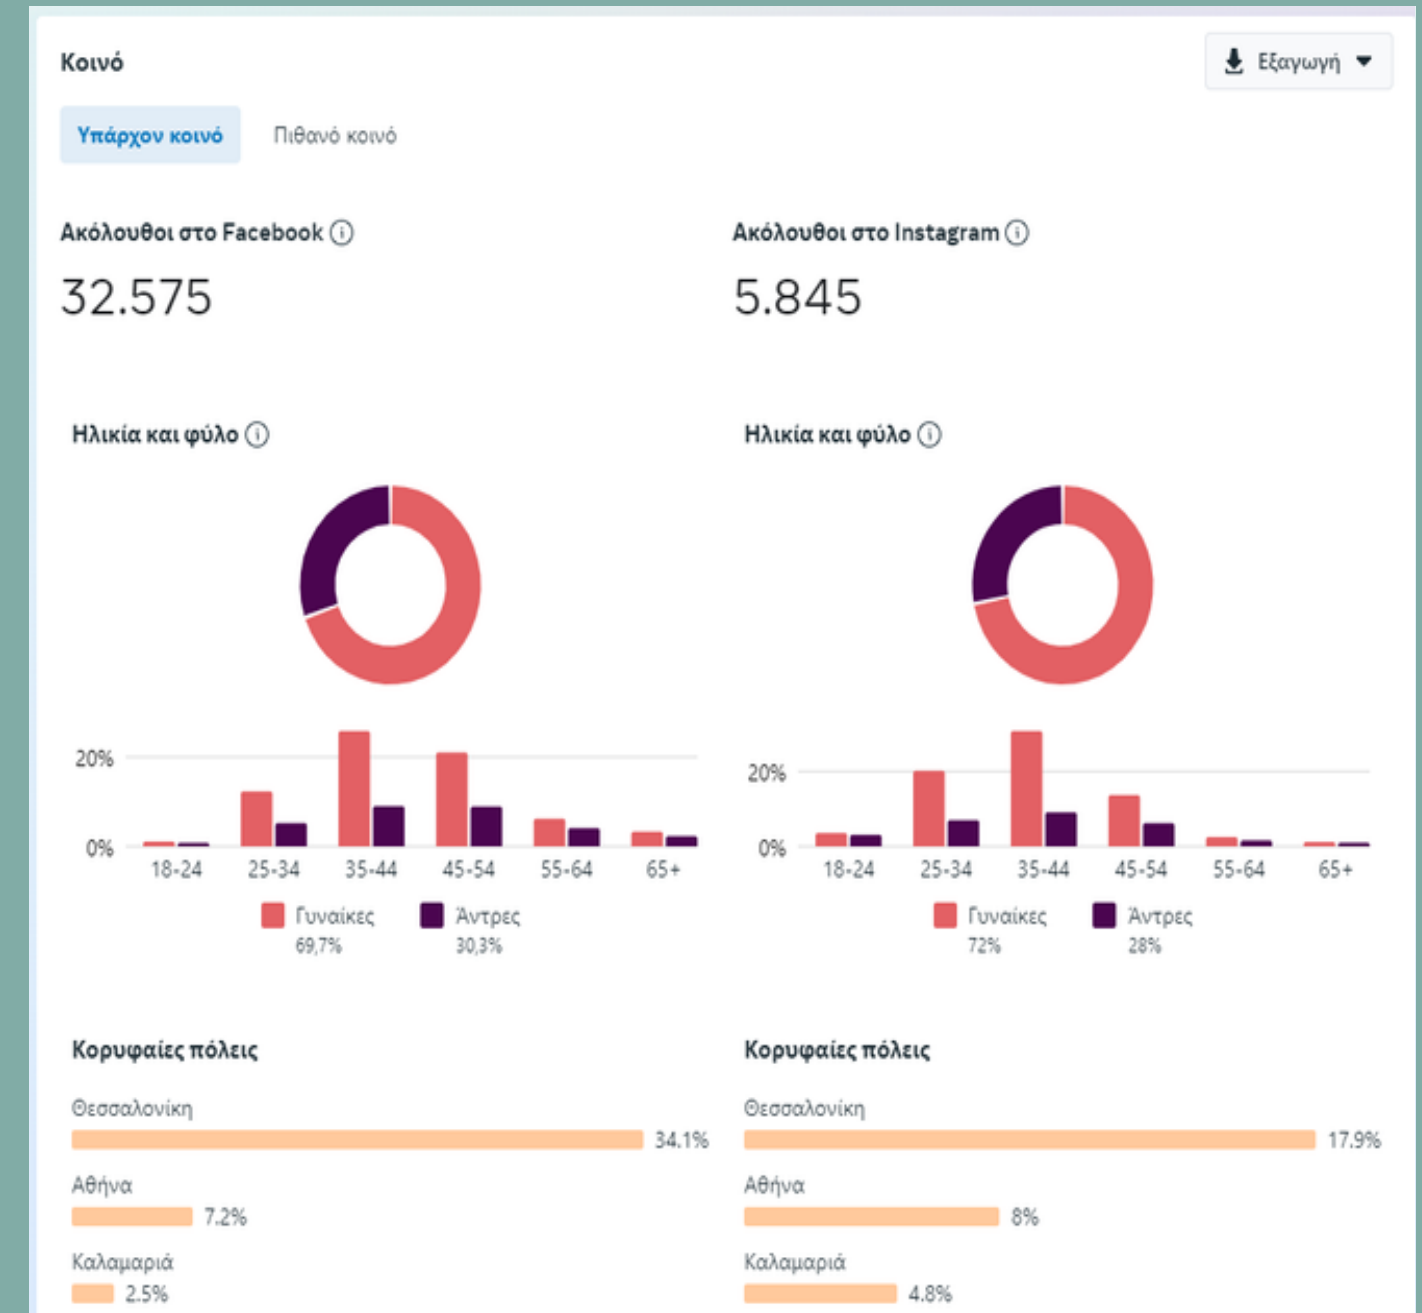 Κοινό
Εξαγωγή
Υπάρχον κοινό Πιθανό κοινό
Ακόλουθοι στο Facebook
32.575
Ηλικία και φύλο
20%
0%
18-24 25-34 35-44 45-54 55-64 65+
Γυναίκες Άντρες
69,7% 30,3%
Κορυφαίες πόλεις
Θεσσαλονίκη
34.1%
Αθήνα
7.2%
Καλαμαριά
2.5%
Ακόλουθοι στο Instagram
5.845
Ηλικία και φύλο
20%
0%
18-24 25-34 35-44 45-54 55-64 65+
Γυναίκες Άντρες
72% 28%
Κορυφαίες πόλεις
Θεσσαλονίκη
17.9%
Αθήνα
8%
Καλαμαριά
4.8%